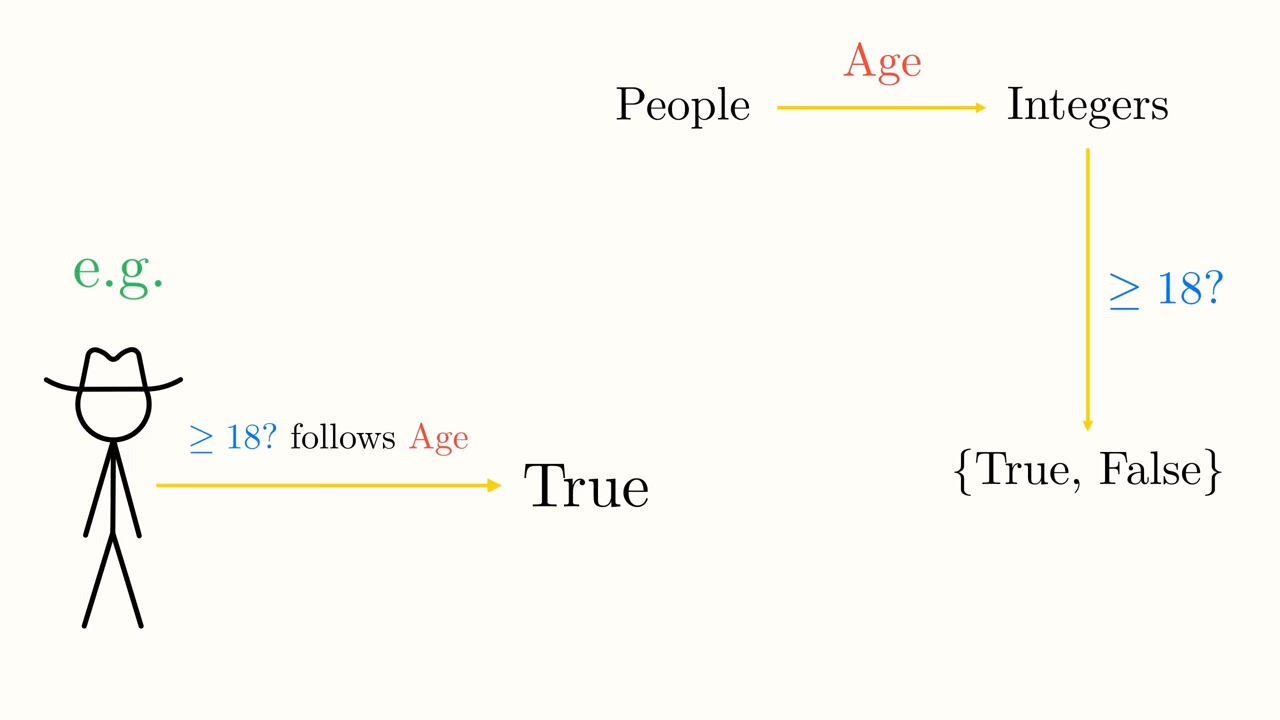 Age
People
Integers
e.g.
≥ 18?
≥ 18? follows Age
True
{True, False}